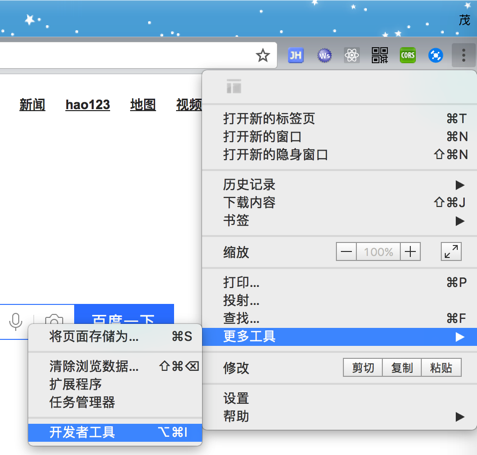 茂
JH
Ws
CORS
新闻 hao123 地图 视频
打开新的标签页 ⌘T
打开新的窗口 ⌘N
打开新的隐身窗口 ⇧⌘N
历史记录 ▶
下载内容 ⇧⌘J
书签 ▶
缩放 — 100% +
打印... ⌘P
投射...
查找... ⌘F
更多工具 ▶
百度一下
将页面存储为... ⌘S
清除浏览数据... ⇧⌘⌫
扩展程序
任务管理器
开发者工具 ⌥⌘I
修改 剪切 复制 粘贴
设置
帮助 ▶